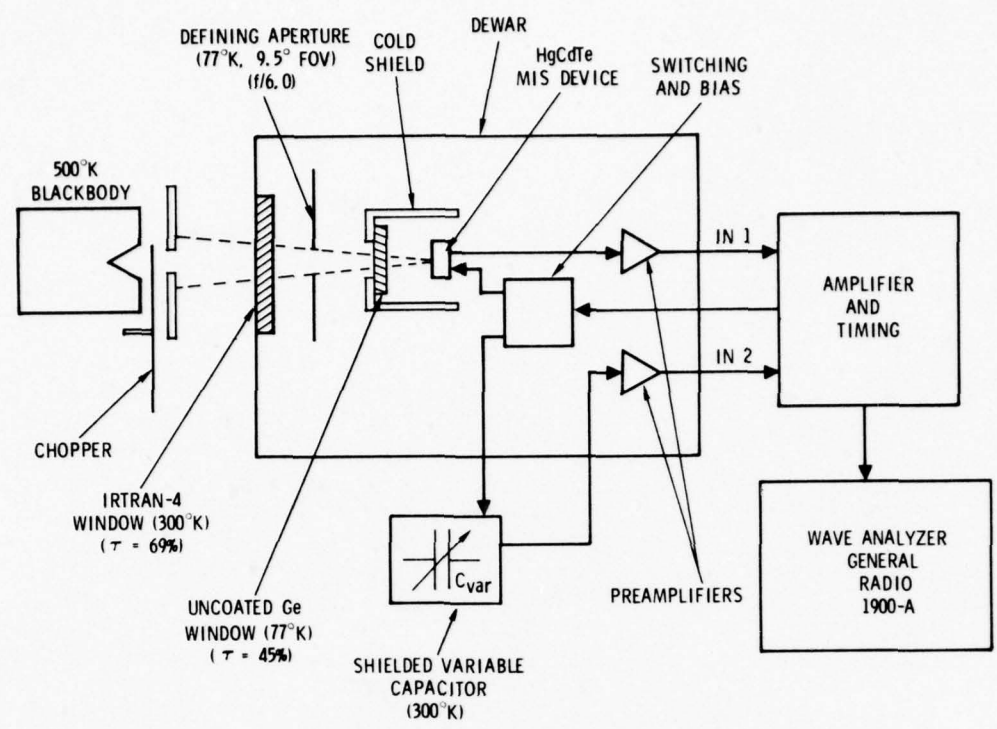 DEWAR
DEFINING APERTURE
(77°K, 9.5° FOV)
(f/6.0)
COLD
SHIELD
HgCdTe
MIS DEVICE
SWITCHING
AND BIAS
500°K
BLACKBODY
IN 1
AMPLIFIER
AND
TIMING
IN 2
CHOPPER
IRTRAN-4
WINDOW (300°K)
(τ = 69%)
UNCOATED Ge
WINDOW (77°K)
(τ = 45%)
Cvar
SHIELDED VARIABLE
CAPACITOR
(300°K)
PREAMPLIFIERS
WAVE ANALYZER
GENERAL
RADIO
1900-A